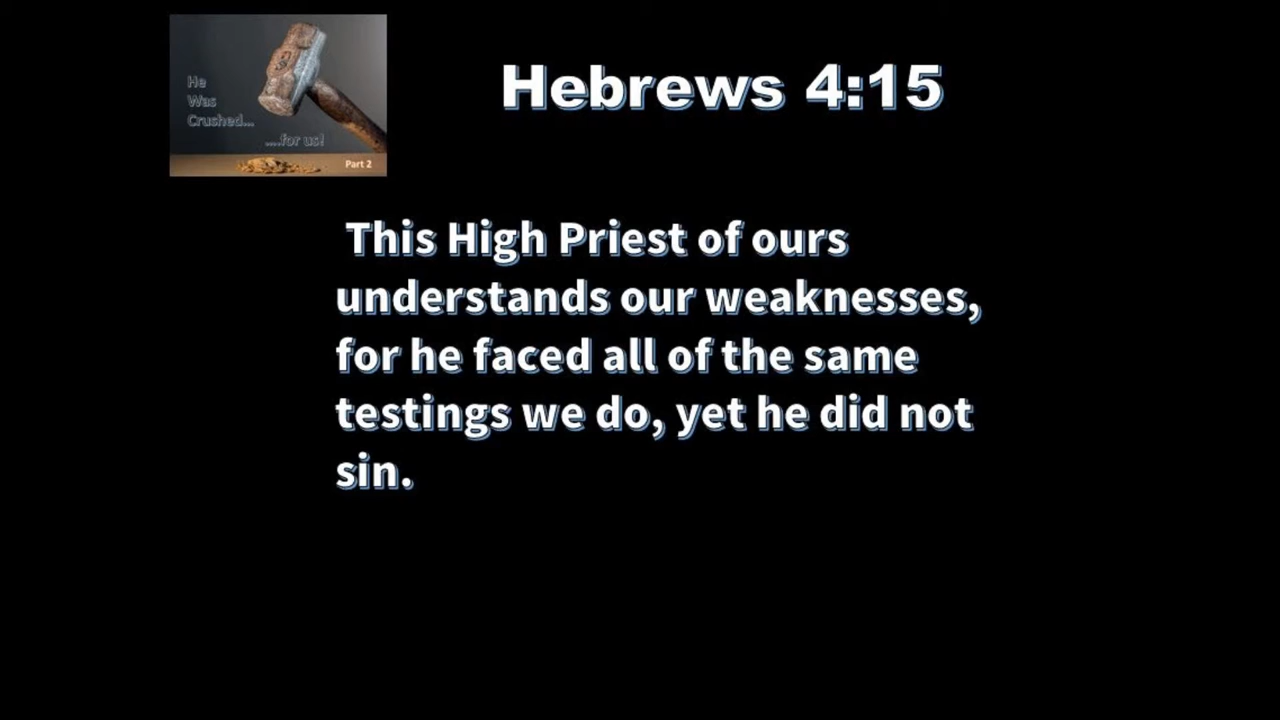 He
Was
Crushed...
....for us!
Part 2
Hebrews 4:15
This High Priest of ours
understands our weaknesses,
for he faced all of the same
testings we do, yet he did not
sin.